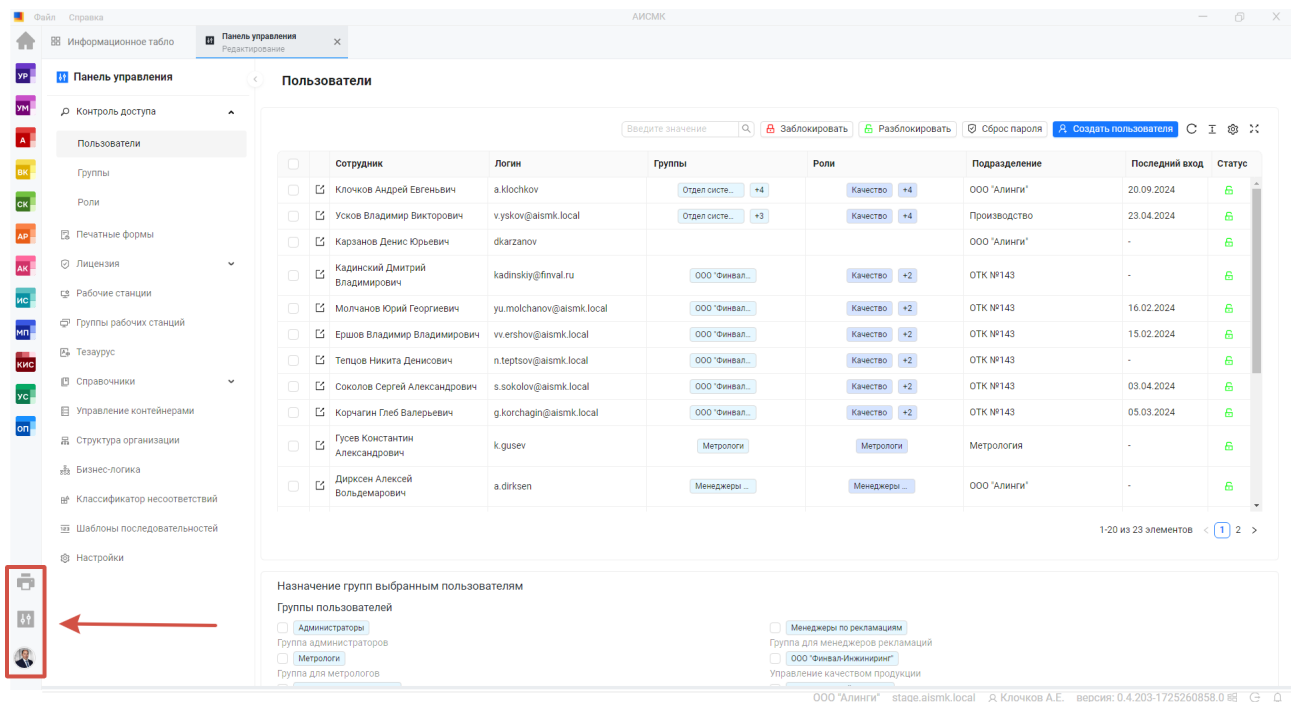 Файл Справка АИСМК
Информационное табло
Панель управления
Редактирование
УР
УМ
А
ВК
СК
АР
АК
ИС
МП
КИС
УС
ОП
Панель управления
Контроль доступа
Пользователи
Группы
Роли
Печатные формы
Лицензия
Рабочие станции
Группы рабочих станций
Тезаурус
Справочники
Управление контейнерами
Структура организации
Бизнес-логика
Классификатор несоответствий
Шаблоны последовательностей
Настройки
Пользователи
Введите значение Заблокировать Разблокировать Сброс пароля Создать пользователя
Сотрудник Логин Группы Роли Подразделение Последний вход Статус
Клочков Андрей Евгеньвич a.klochkov Отдел систе... +4 Качество +4 ООО "Алинги" 20.09.2024
Усков Владимир Викторович v.yskov@aismk.local Отдел систе... +3 Качество +4 Производство 23.04.2024
Карзанов Денис Юрьевич dkarzanov ООО "Алинги" -
Кадинский Дмитрий
Владимирович kadinskiy@finval.ru ООО "Финвал... Качество +2 ОТК №143 -
Молчанов Юрий Георгиевич yu.molchanov@aismk.local ООО "Финвал... Качество +2 ОТК №143 16.02.2024
Ершов Владимир Владимирович vv.ershov@aismk.local ООО "Финвал... Качество +2 ОТК №143 15.02.2024
Тепцов Никита Денисович n.teptsov@aismk.local ООО "Финвал... Качество +2 ОТК №143 -
Соколов Сергей Александрович s.sokolov@aismk.local ООО "Финвал... Качество +2 ОТК №143 03.04.2024
Корчагин Глеб Валерьевич g.korchagin@aismk.local ООО "Финвал... Качество +2 ОТК №143 05.03.2024
Гусев Константин
Александрович k.gusev Метрологи Метрологи Метрология -
Дирксен Алексей
Вольдемарович a.dirksen Менеджеры ... Менеджеры ... ООО "Алинги" -
1-20 из 23 элементов < 1 2 >
Назначение групп выбранным пользователям
Группы пользователей
Администраторы Менеджеры по рекламациям
Группа администраторов Группа для менеджеров рекламаций
Метрологи ООО "Финвал-Инжиниринг"
Группа для метрологов Управление качеством продукции
ООО "Алинги" stage.aismk.local Клочков А.Е. версия: 0.4.203-1725260858.0